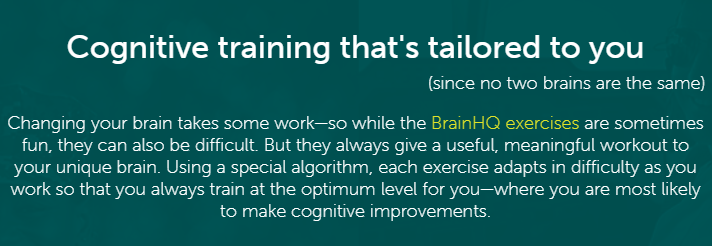 Cognitive training that's tailored to you
(since no two brains are the same)
Changing your brain takes some work—so while the BrainHQ exercises are sometimes
fun, they can also be difficult. But they always give a useful, meaningful workout to
your unique brain. Using a special algorithm, each exercise adapts in difficulty as you
work so that you always train at the optimum level for you—where you are most likely
to make cognitive improvements.